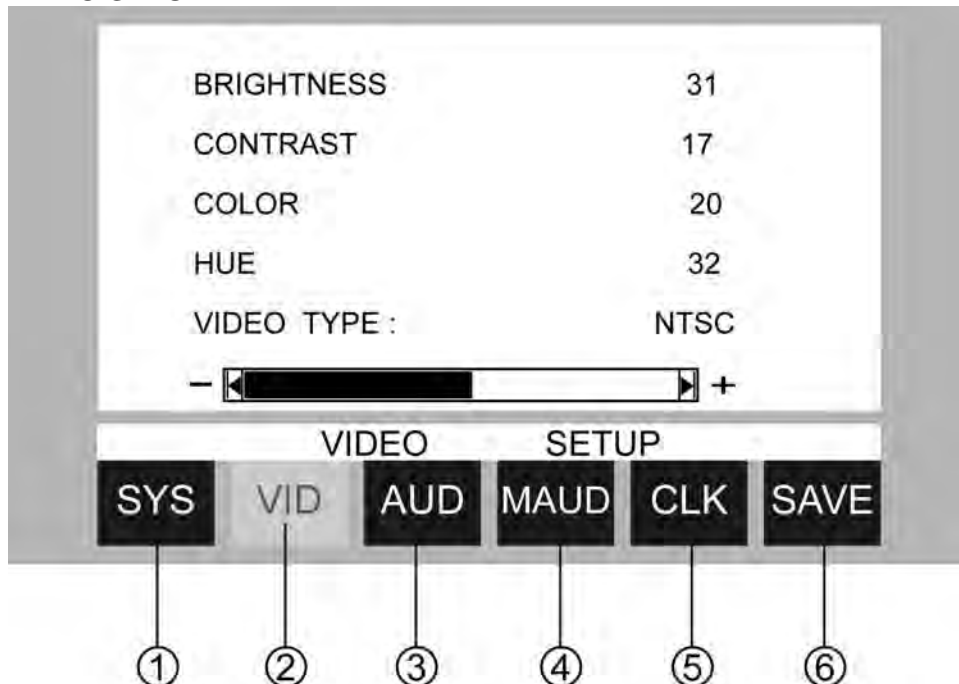 BRIGHTNESS 31
CONTRAST 17
COLOR 20
HUE 32
VIDEO TYPE : NTSC
− +
VIDEO SETUP
SYS VID AUD MAUD CLK SAVE
① ② ③ ④ ⑤ ⑥